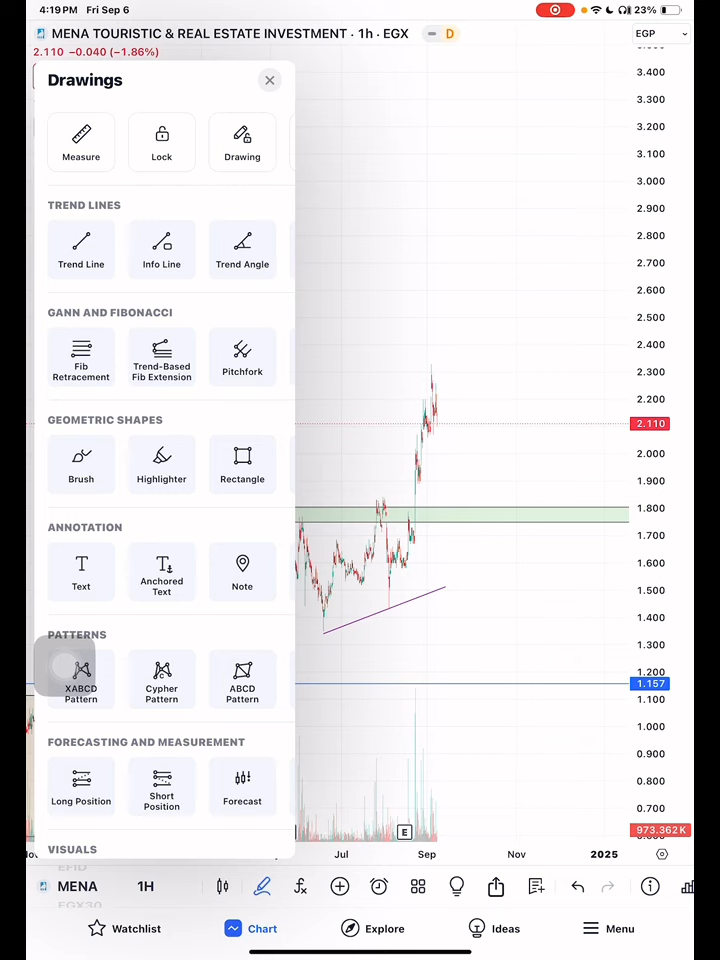 4:19 PM Fri Sep 6
23%
MENA TOURISTIC & REAL ESTATE INVESTMENT · 1h · EGX
D
EGP
2.110 −0.040 (−1.86%)
Drawings
Measure
Lock
Drawing
TREND LINES
Trend Line
Info Line
Trend Angle
GANN AND FIBONACCI
Fib
Retracement
Trend-Based
Fib Extension
Pitchfork
GEOMETRIC SHAPES
Brush
Highlighter
Rectangle
ANNOTATION
Text
Anchored
Text
Note
PATTERNS
XABCD
Pattern
Cypher
Pattern
ABCD
Pattern
FORECASTING AND MEASUREMENT
Long Position
Short
Position
Forecast
VISUALS
3.400
3.300
3.200
3.100
3.000
2.900
2.800
2.700
2.600
2.500
2.400
2.300
2.200
2.110
2.000
1.900
1.800
1.700
1.600
1.500
1.400
1.300
1.200
1.157
1.100
1.000
0.900
0.800
0.700
973.362K
E
Jul
Sep
Nov
2025
EFID
MENA
1H
EGX30
Watchlist
Chart
Explore
Ideas
Menu